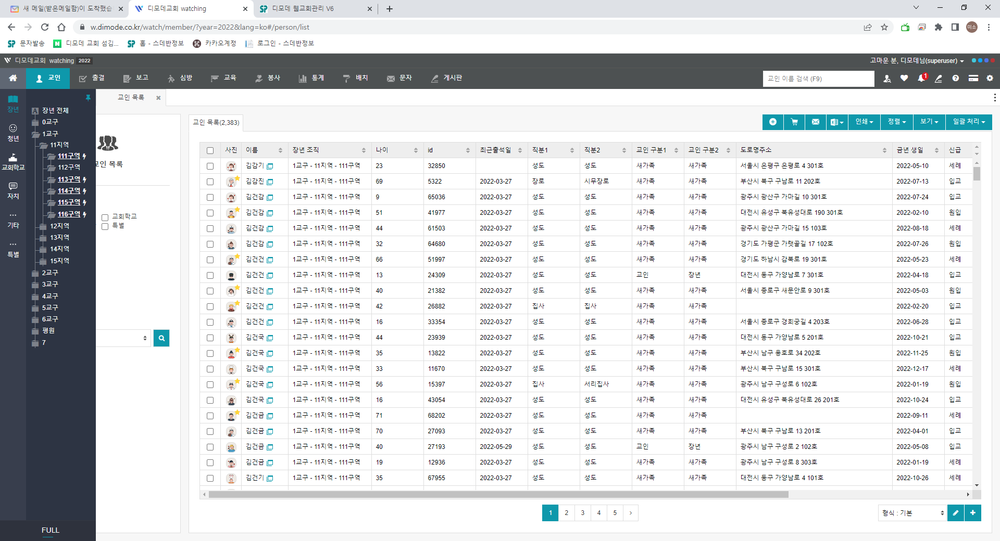 새 메일(받은메일함)이 도착했습
디모데교회 watching
디모데 웹교회관리 V6
w.dimode.co.kr/watch/member/?year=2022&lang=ko#/person/list
미소
문자발송
디모데 교회 섬김...
홈 - 스데반정보
카카오계정
로그인 - 스데반정보
디모데교회 watching 2022
고마운 분, 디모데님(superuser)
교인 출결 보고 심방 교육 봉사 통계 배치 문자 게시판
교인 이름 검색 (F9)
1
장년
청년
교회학교
자치
기타
특별
장년 전체
0교구
1교구
11지역
111구역
112구역
113구역
114구역
115구역
116구역
12지역
13지역
14지역
15지역
2교구
3교구
4교구
5교구
6교구
평원
7
FULL
교인 목록
교인 목록
교회학교
특별
교인 목록(2,383)
인쇄 정렬 보기 일괄 처리
사진 이름 장년 조직 나이 id 최근출석일 직분1 직분2 교인 구분1 교인 구분2 도로명주소 금년 생일 신급
김감기 1교구 - 11지역 - 111구역 23 32850 성도 성도 새가족 새가족 서울시 은평구 은평로 4 301호 2022-05-10 세례
김감진 1교구 - 11지역 - 111구역 69 5322 2022-03-27 장로 시무장로 새가족 새가족 부산시 북구 구남로 11 202호 2022-07-13 입교
김건감 1교구 - 11지역 - 111구역 9 65036 2022-03-27 성도 성도 새가족 새가족 광주시 광산구 가마길 10 301호 2022-07-24 입교
김건감 1교구 - 11지역 - 111구역 51 41977 2022-03-27 성도 성도 새가족 새가족 대전시 유성구 북유성대로 190 301호 2022-02-10 원입
김건감 1교구 - 11지역 - 111구역 44 61503 2022-03-27 성도 성도 새가족 새가족 광주시 광산구 가마길 15 103호 2022-08-18 세례
김건감 1교구 - 11지역 - 111구역 32 64680 2022-03-27 성도 성도 새가족 새가족 경기도 가평군 가랫골길 17 102호 2022-07-26 원입
김건건 1교구 - 11지역 - 111구역 66 51997 2022-03-27 성도 성도 새가족 새가족 경기도 하남시 감북로 19 301호 2022-05-23 세례
김건건 1교구 - 11지역 - 111구역 13 24309 2022-03-27 성도 성도 교인 장년 대전시 동구 가양남로 7 301호 2022-04-18 입교
김건건 1교구 - 11지역 - 111구역 40 21382 2022-03-27 성도 성도 새가족 새가족 서울시 종로구 새문안로 9 301호 2022-05-03 원입
김건건 1교구 - 11지역 - 111구역 42 26882 2022-03-27 집사 집사 새가족 새가족 2022-02-20 입교
김건건 1교구 - 11지역 - 111구역 16 33354 2022-03-27 성도 성도 새가족 새가족 서울시 종로구 경희궁길 4 203호 2022-06-28 입교
김건국 1교구 - 11지역 - 111구역 44 23939 2022-03-27 성도 성도 새가족 새가족 대전시 동구 가양남로 5 201호 2022-10-21 입교
김건국 1교구 - 11지역 - 111구역 35 13822 2022-03-27 성도 성도 새가족 새가족 부산시 남구 용호로 34 202호 2022-11-25 원입
김건국 1교구 - 11지역 - 111구역 33 11670 2022-03-27 성도 성도 새가족 새가족 부산시 북구 구남로 15 301호 2022-12-17 세례
김건국 1교구 - 11지역 - 111구역 56 15397 2022-03-27 집사 서리집사 새가족 새가족 광주시 남구 구성로 6 102호 2022-01-19 원입
김건국 1교구 - 11지역 - 111구역 16 43054 2022-03-27 성도 성도 새가족 새가족 대전시 유성구 북유성대로 26 201호 2022-10-24 입교
김건금 1교구 - 11지역 - 111구역 71 68202 2022-03-27 성도 성도 새가족 새가족 2022-09-11 세례
김건금 1교구 - 11지역 - 111구역 70 27093 2022-03-27 성도 성도 새가족 새가족 부산시 북구 구남로 13 201호 2022-04-01 입교
김건금 1교구 - 11지역 - 111구역 40 27193 2022-05-29 성도 성도 교인 장년 광주시 남구 구성로 2 102호 2022-05-08 입교
김건금 1교구 - 11지역 - 111구역 19 12936 2022-03-27 성도 성도 새가족 새가족 광주시 남구 구성로 8 303호 2022-01-19 세례
김건기 1교구 - 11지역 - 111구역 35 67955 2022-03-27 성도 성도 새가족 새가족 대전시 동구 가양남로 4 101호 2022-10-26 세례
1 2 3 4 5
형식 : 기본